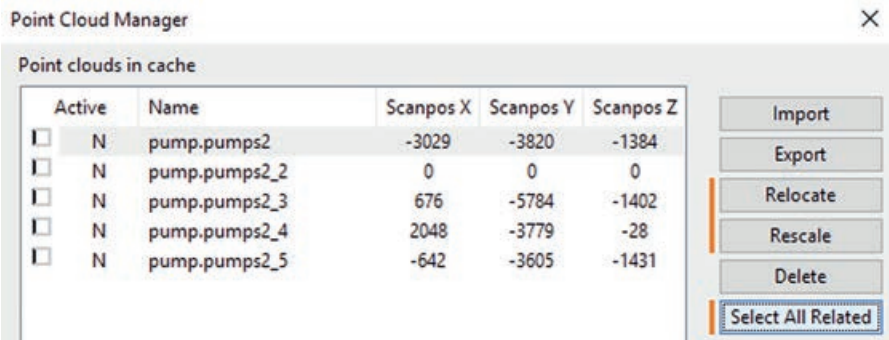 Point Cloud Manager
Point clouds in cache
Active Name Scanpos X Scanpos Y Scanpos Z
N pump.pumps2 -3029 -3820 -1384
N pump.pumps2_2 0 0 0
N pump.pumps2_3 676 -5784 -1402
N pump.pumps2_4 2048 -3779 -28
N pump.pumps2_5 -642 -3605 -1431
Import
Export
Relocate
Rescale
Delete
Select All Related